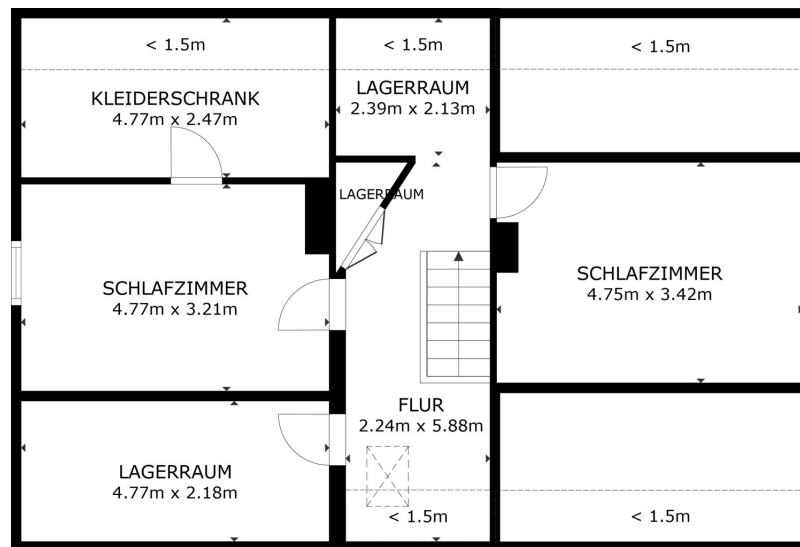 < 1.5m
< 1.5m
< 1.5m
KLEIDERSCHRANK
4.77m x 2.47m
LAGERRAUM
2.39m x 2.13m
LAGERRAUM
SCHLAFZIMMER
4.77m x 3.21m
SCHLAFZIMMER
4.75m x 3.42m
FLUR
2.24m x 5.88m
LAGERRAUM
4.77m x 2.18m
< 1.5m
< 1.5m